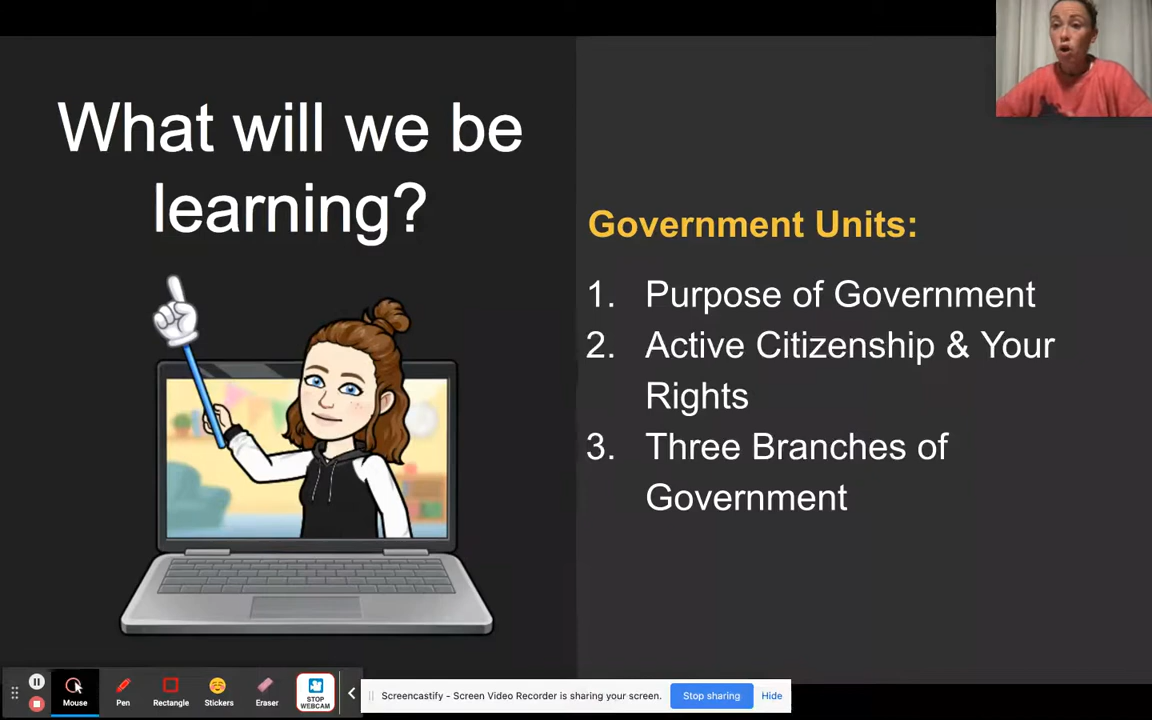 What will we be
learning?
Government Units:
1. Purpose of Government
2. Active Citizenship & Your
Rights
3. Three Branches of
Government
Mouse
Pen
Rectangle
Stickers
Eraser
STOP
WEBCAM
Screencastify - Screen Video Recorder is sharing your screen.
Stop sharing
Hide